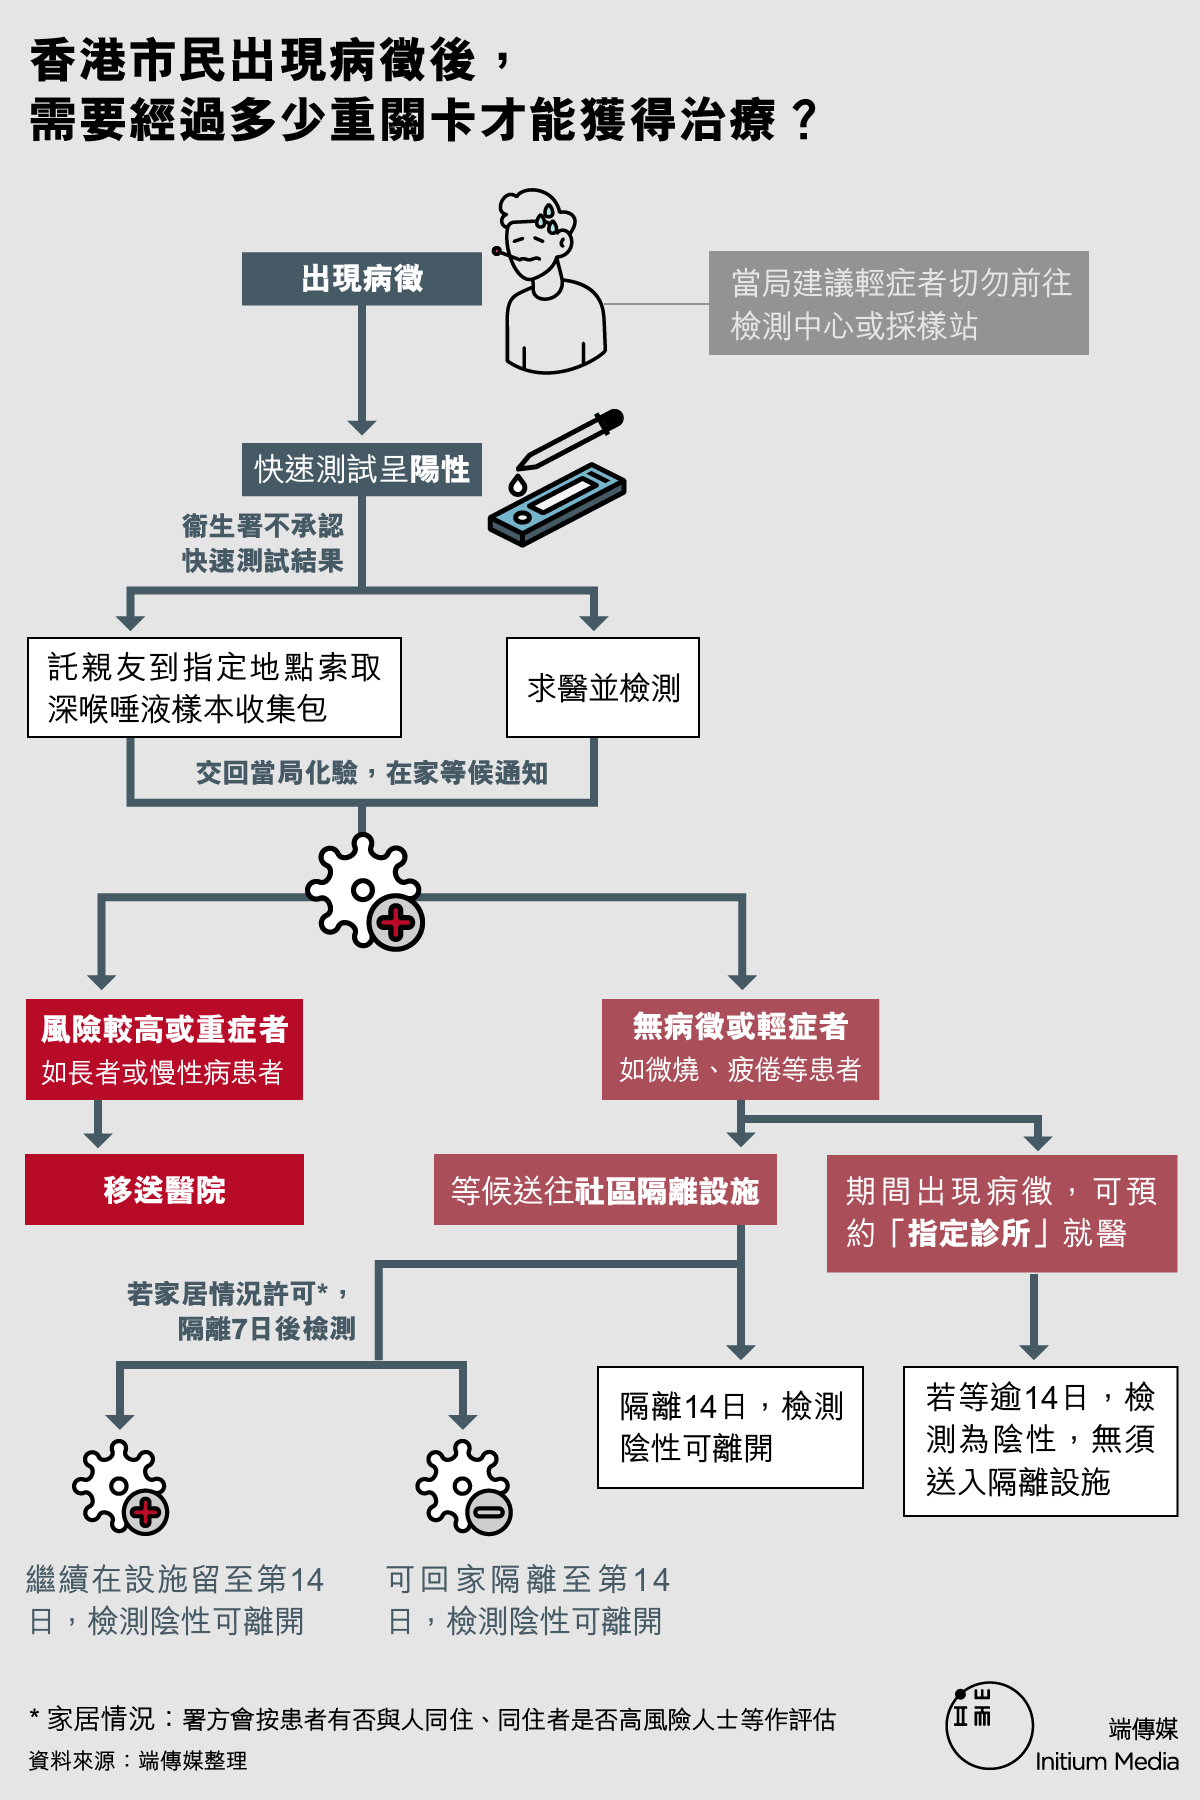 香港市民出現病徵後，
需要經過多少重關卡才能獲得治療？
出現病徵
當局建議輕症者切勿前往
檢測中心或採樣站
快速測試呈陽性
衞生署不承認
快速測試結果
託親友到指定地點索取
深喉唾液樣本收集包
求醫並檢測
交回當局化驗，在家等候通知
風險較高或重症者
如長者或慢性病患者
無病徵或輕症者
如微燒、疲倦等患者
移送醫院
等候送往社區隔離設施
期間出現病徵，可預
約「指定診所」就醫
若家居情況許可*，
隔離7日後檢測
隔離14日，檢測
陰性可離開
若等逾14日，檢
測為陰性，無須
送入隔離設施
繼續在設施留至第14
日，檢測陰性可離開
可回家隔離至第14
日，檢測陰性可離開
* 家居情況：署方會按患者有否與人同住、同住者是否高風險人士等作評估
資料來源：端傳媒整理
端傳媒
Initium Media